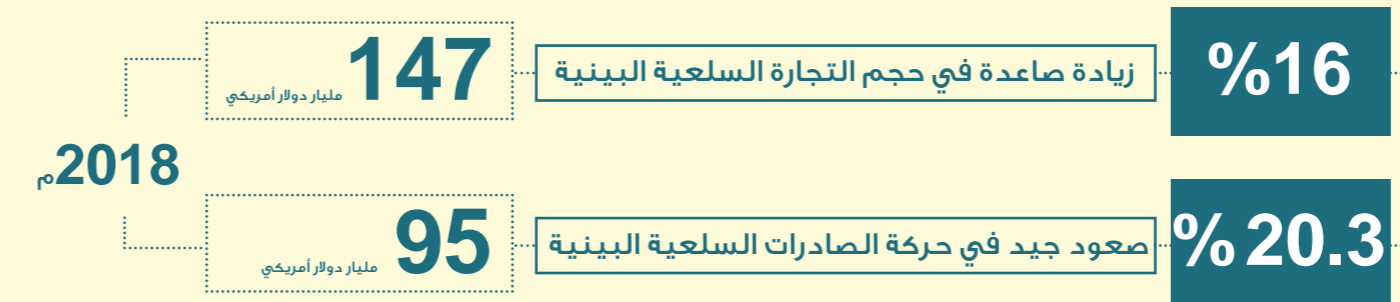 %16
زيادة صاعدة في حجم التجارة السلعية البينية
147
مليار دولار أمريكي
2018م
% 20.3
صعود جيد في حركة الصادرات السلعية البينية
95
مليار دولار أمريكي